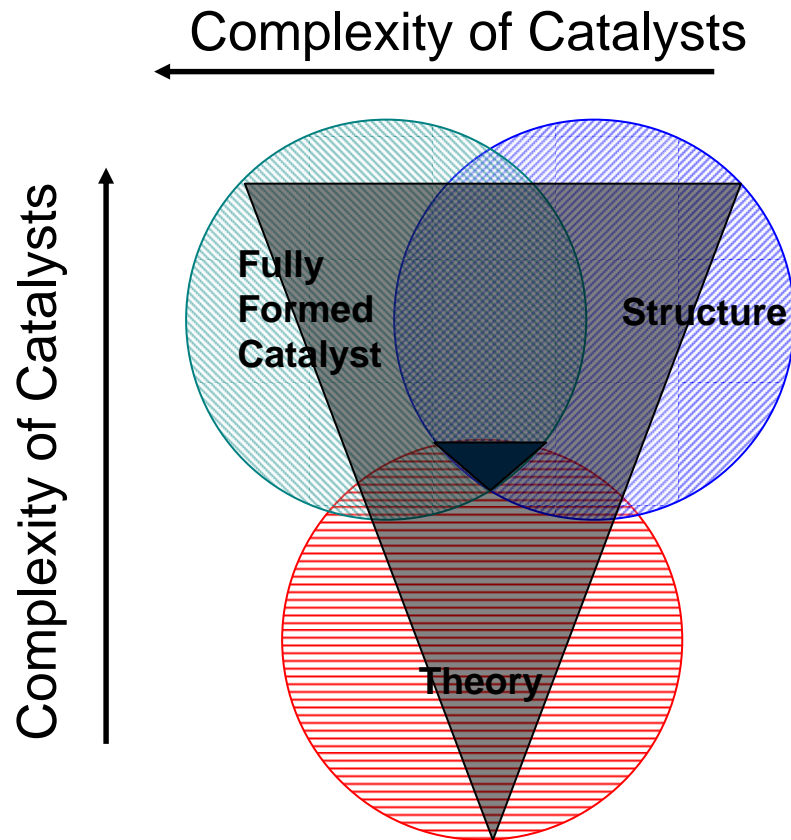 Complexity of Catalysts
Complexity of Catalysts
Fully
Formed
Catalyst
Structure
Theory